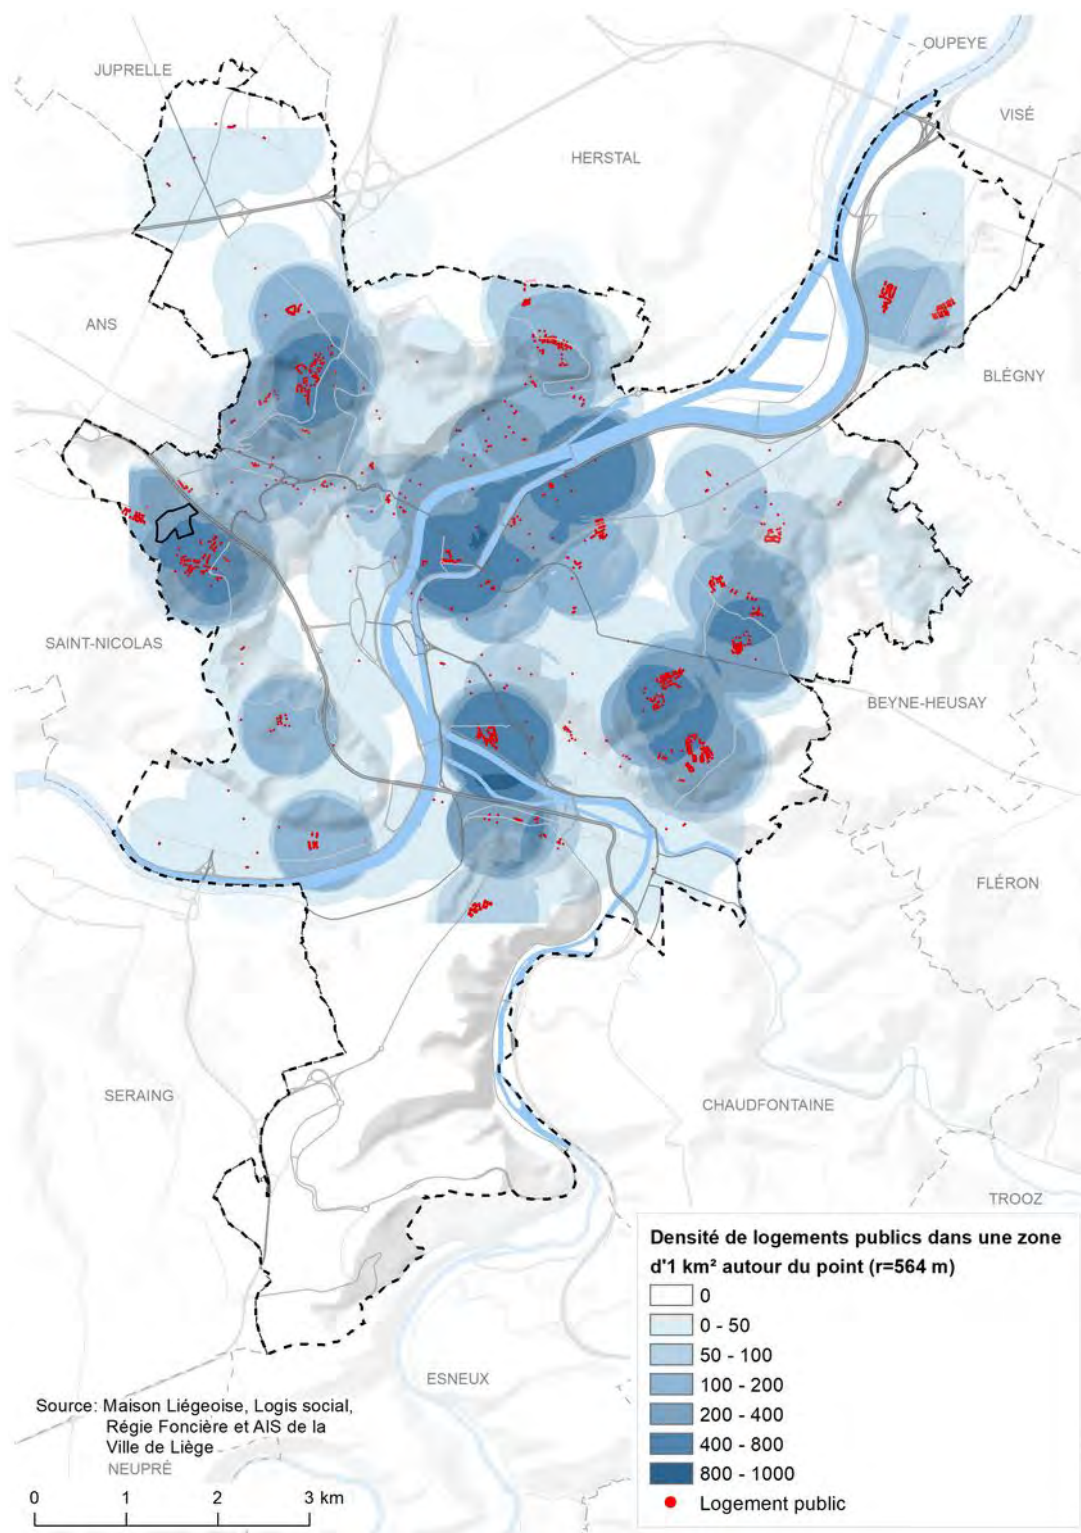 OUPEYE
JUPRELLE
VISÉ
HERSTAL
ANS
BLÉGNY
SAINT-NICOLAS
BEYNE-HEUSAY
FLÉRON
SERAING
CHAUDFONTAINE
TROOZ
Densité de logements publics dans une zone
d'1 km² autour du point (r=564 m)
0
0 - 50
50 - 100
100 - 200
200 - 400
400 - 800
800 - 1000
Logement public
ESNEUX
Source: Maison Liégeoise, Logis social,
Régie Foncière et AIS de la
Ville de Liège
NEUPRÉ
0 1 2 3 km